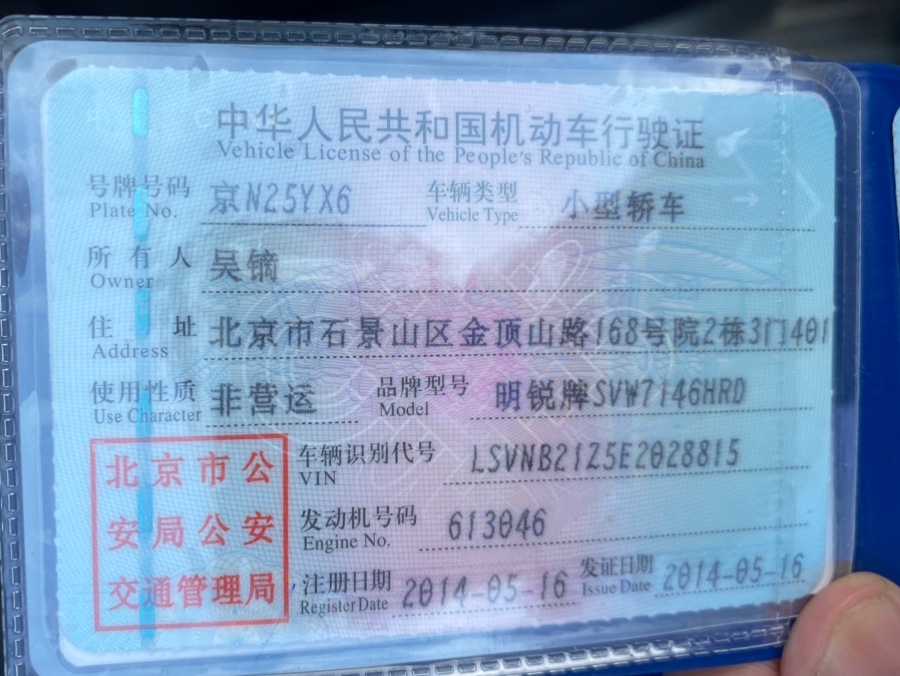 中华人民共和国机动车行驶证
Vehicle License of the People's Republic of China
号牌号码 京N25YX6 车辆类型 小型轿车
Plate No. Vehicle Type
所有人 吴镝
Owner
住址 北京市石景山区金顶山路168号院2栋3门401
Address
使用性质 非营运 品牌型号 明锐牌SVW7146HRD
Use Character Model
北京市公
安局公安
交通管理局
车辆识别代号 LSVNB2125E2028815
VIN
发动机号码 613046
Engine No.
注册日期 2014-05-16 发证日期 2014-05-16
Register Date Issue Date